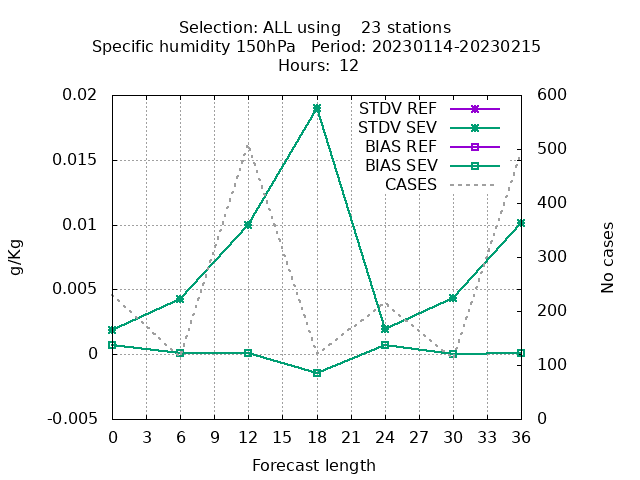 Selection: ALL using    23 stations
Specific humidity 150hPa   Period: 20230114-20230215
Hours:  12
STDV REF
STDV SEV
BIAS REF
BIAS SEV
CASES
0.02
0.015
0.01
0.005
0
-0.005
g/Kg
600
500
400
300
200
100
0
No cases
0 3 6 9 12 15 18 21 24 27 30 33 36
Forecast length